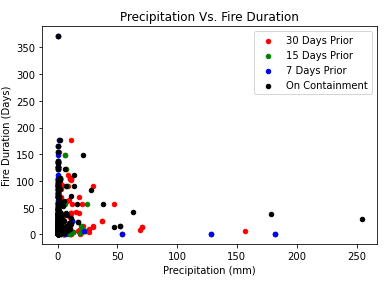 Precipitation Vs. Fire Duration
30 Days Prior
15 Days Prior
7 Days Prior
On Containment
Fire Duration (Days)
350
300
250
200
150
100
50
0
0 50 100 150 200 250
Precipitation (mm)